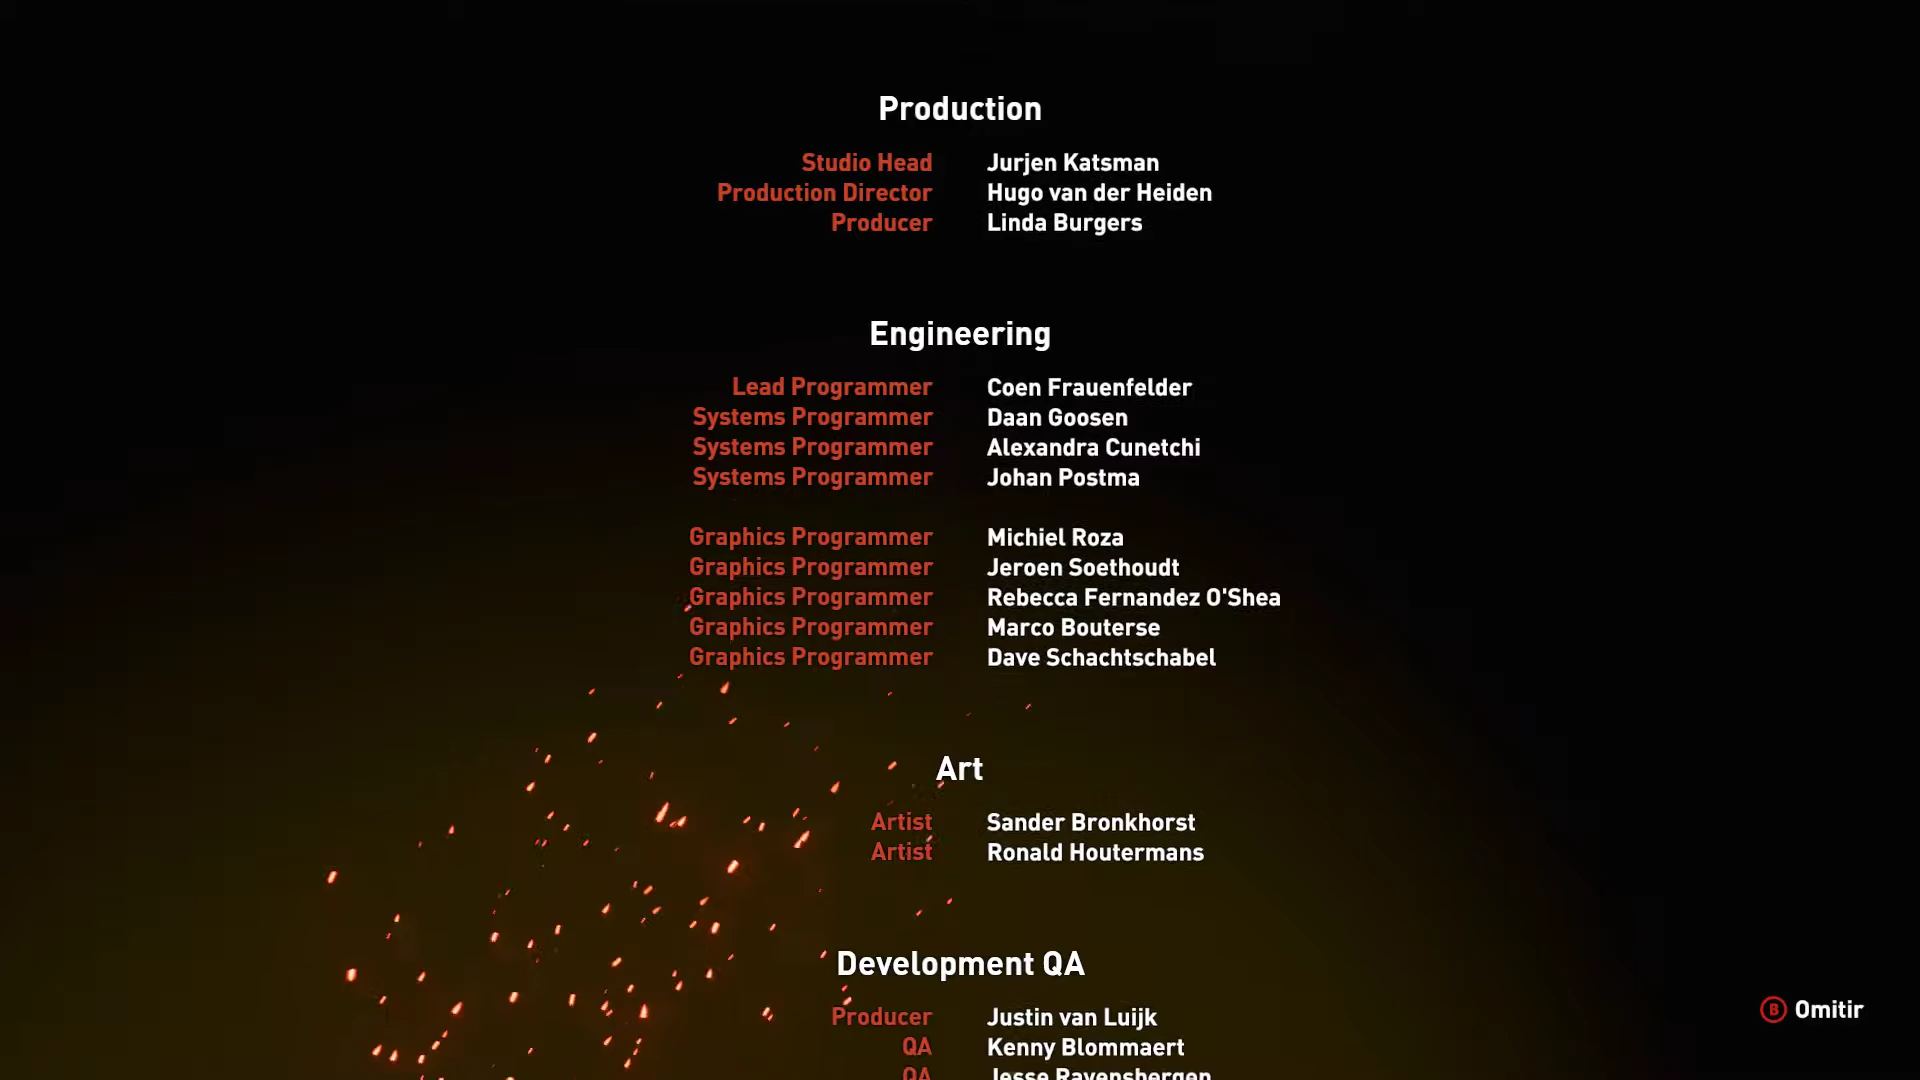 Production
Studio Head Jurjen Katsman
Production Director Hugo van der Heiden
Producer Linda Burgers
Engineering
Lead Programmer Coen Frauenfelder
Systems Programmer Daan Goosen
Systems Programmer Alexandra Cunetchi
Systems Programmer Johan Postma
Graphics Programmer Michiel Roza
Graphics Programmer Jeroen Soethoudt
Graphics Programmer Rebecca Fernandez O'Shea
Graphics Programmer Marco Bouterse
Graphics Programmer Dave Schachtschabel
Art
Artist Sander Bronkhorst
Artist Ronald Houtermans
Development QA
Producer Justin van Luijk
QA Kenny Blommaert
QA Jesse Ravensbergen
B Omitir